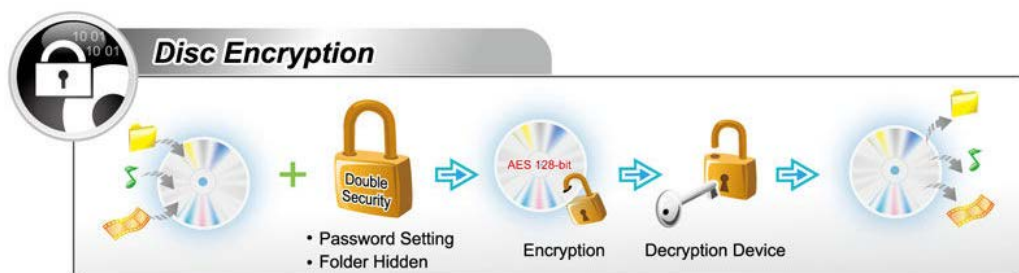 10 01
10 01
Disc Encryption
Double
Security
• Password Setting
• Folder Hidden
AES 128-bit
Encryption
Decryption Device